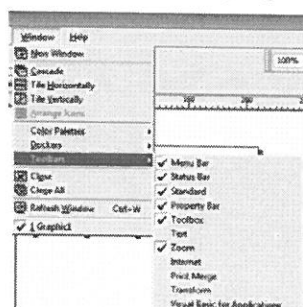 Window Help
New Window
Cascade
Tile Horizontally
Tile Vertically
Arrange Icons
Color Palettes
Dockers
Toolbars
Close
Close All
Refresh Window Ctrl+W
1 Graphic1
100%
150 200
Menu Bar
Status Bar
Standard
Property Bar
Toolbox
Text
Zoom
Internet
Print Merge
Transform
Visual Basic for Applications